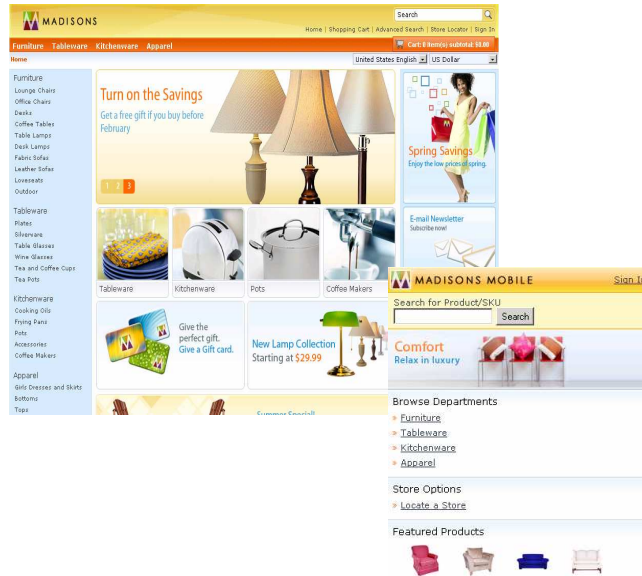 MADISONS
Search
Home | Shopping Cart | Advanced Search | Store Locator | Sign In
Furniture Tableware Kitchenware Apparel
Cart: 0 item(s) subtotal: $0.00
Home
United States English
US Dollar
Furniture
Lounge Chairs
Office Chairs
Desks
Coffee Tables
Table Lamps
Desk Lamps
Fabric Sofas
Leather Sofas
Loveseats
Outdoor
Tableware
Plates
Silverware
Table Glasses
Wine Glasses
Tea and Coffee Cups
Tea Pots
Kitchenware
Cooking Oils
Frying Pans
Pots
Accessories
Coffee Makers
Apparel
Girls Dresses and Skirts
Bottoms
Tops
Turn on the Savings
Get a free gift if you buy before
February
1 2 3
Spring Savings
Enjoy the low prices of spring.
Tableware
Kitchenware
Pots
Coffee Makers
E-mail Newsletter
Subscribe now!
Give the
perfect gift.
Give a Gift card.
New Lamp Collection
Starting at $29.99
Summer Special!
MADISONS MOBILE
Sign I
Search for Product/SKU
Search
Comfort
Relax in luxury
Browse Departments
» Furniture
» Tableware
» Kitchenware
» Apparel
Store Options
» Locate a Store
Featured Products